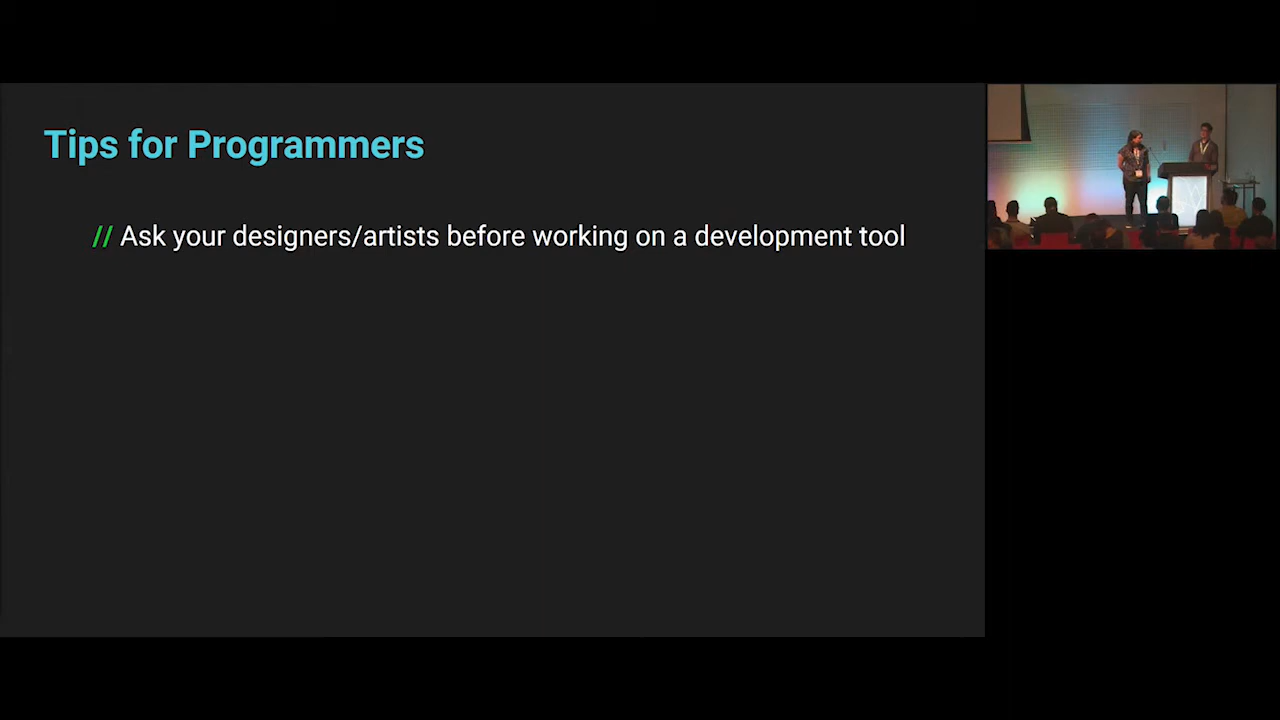 Tips for Programmers
// Ask your designers/artists before working on a development tool